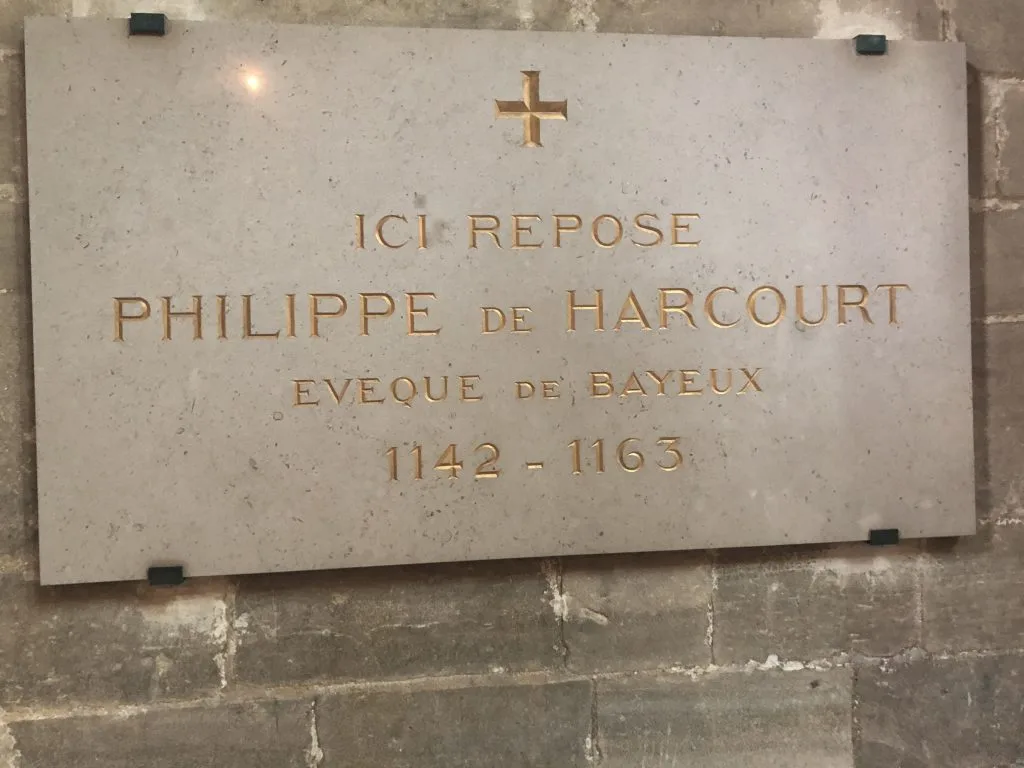 ICI REPOSE
PHILIPPE DE HARCOURT
EVEQUE DE BAYEUX
1142 - 1163